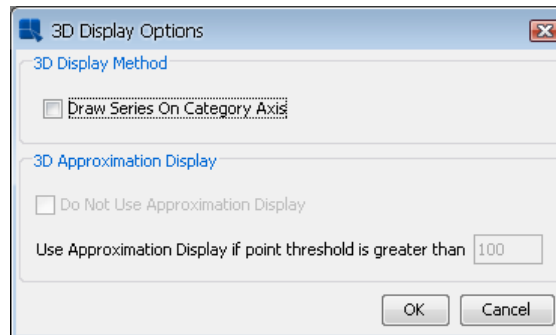 3D Display Options
3D Display Method
Draw Series On Category Axis
3D Approximation Display
Do Not Use Approximation Display
Use Approximation Display if point threshold is greater than 100
OK Cancel